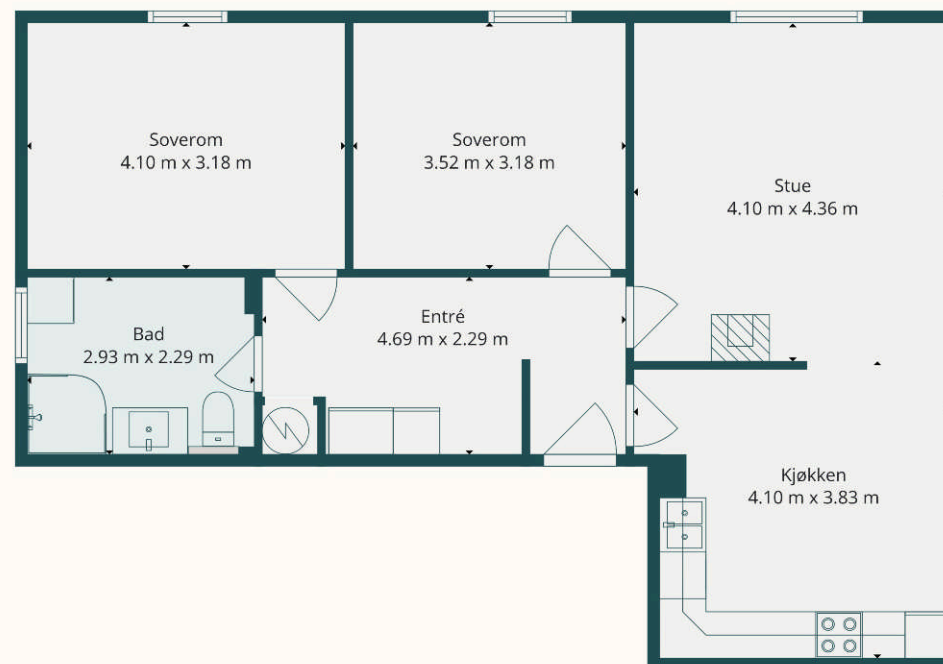 Soverom
4.10 m x 3.18 m
Soverom
3.52 m x 3.18 m
Stue
4.10 m x 4.36 m
Bad
2.93 m x 2.29 m
Entré
4.69 m x 2.29 m
Kjøkken
4.10 m x 3.83 m